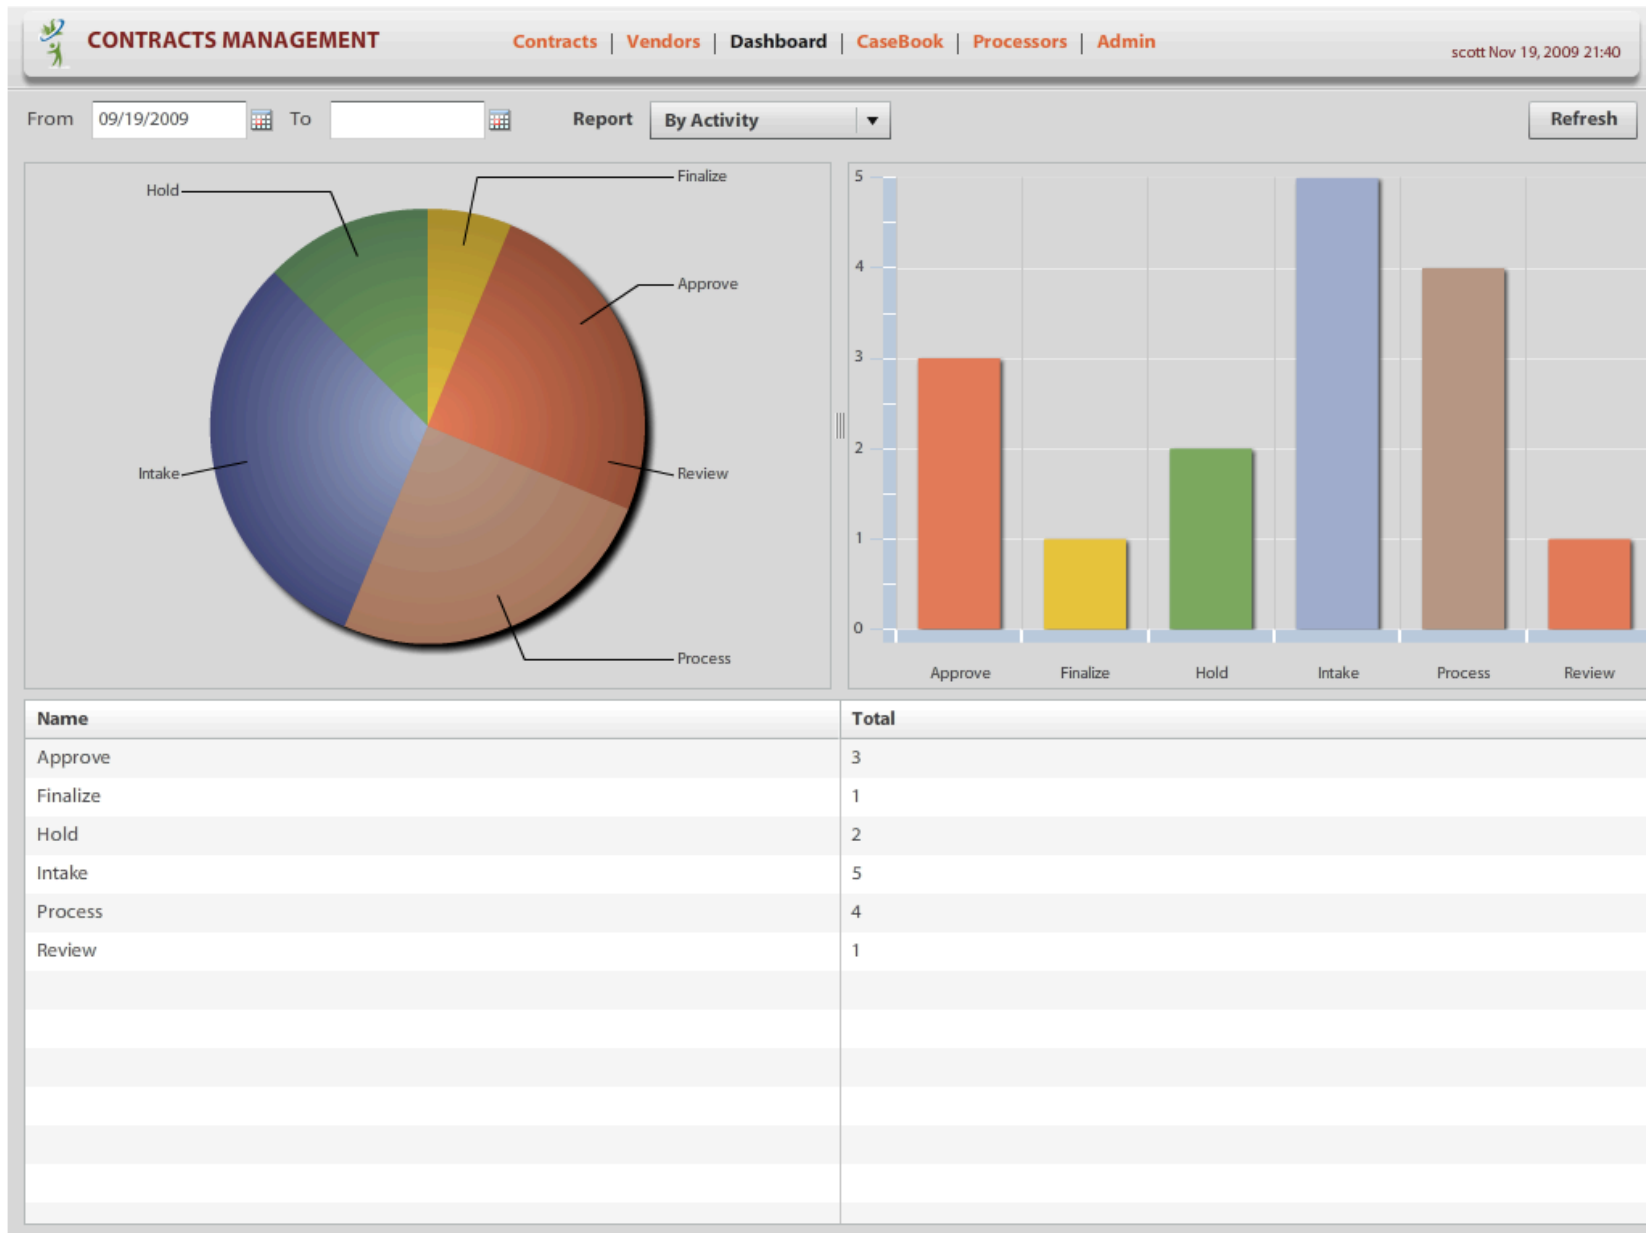 CONTRACTS MANAGEMENT
Contracts | Vendors | Dashboard | CaseBook | Processors | Admin
scott Nov 19, 2009 21:40
From 09/19/2009 To Report By Activity Refresh
Hold
Finalize
Approve
Intake
Review
Process
5
4
3
2
1
0
Approve Finalize Hold Intake Process Review
Name Total
Approve 3
Finalize 1
Hold 2
Intake 5
Process 4
Review 1